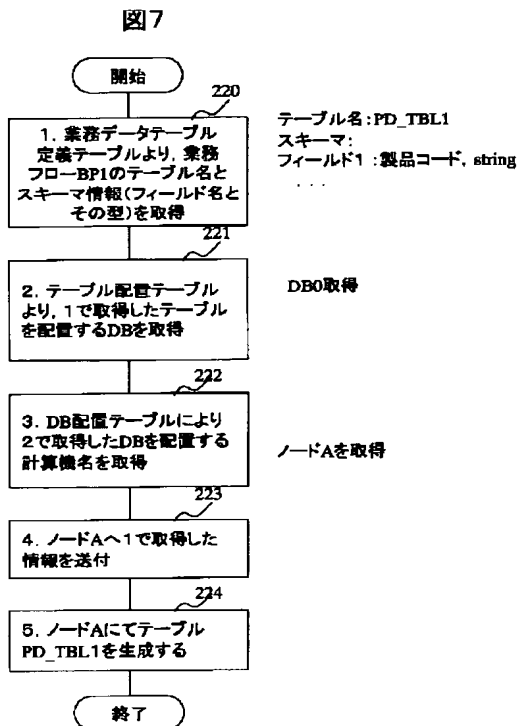 図7
開始
220
1. 業務データテーブル
定義テーブルより, 業務
フローBP1のテーブル名と
スキーマ情報(フィールド名と
その型)を取得
テーブル名:PD_TBL1
スキーマ:
フィールド1:製品コード, string
. . .
221
2. テーブル配置テーブル
より, 1で取得したテーブル
を配置するDBを取得
DB0取得
222
3. DB配置テーブルにより
2で取得したDBを配置する
計算機名を取得
ノードAを取得
223
4. ノードAへ1で取得した
情報を送付
224
5. ノードAにてテーブル
PD_TBL1を生成する
終了